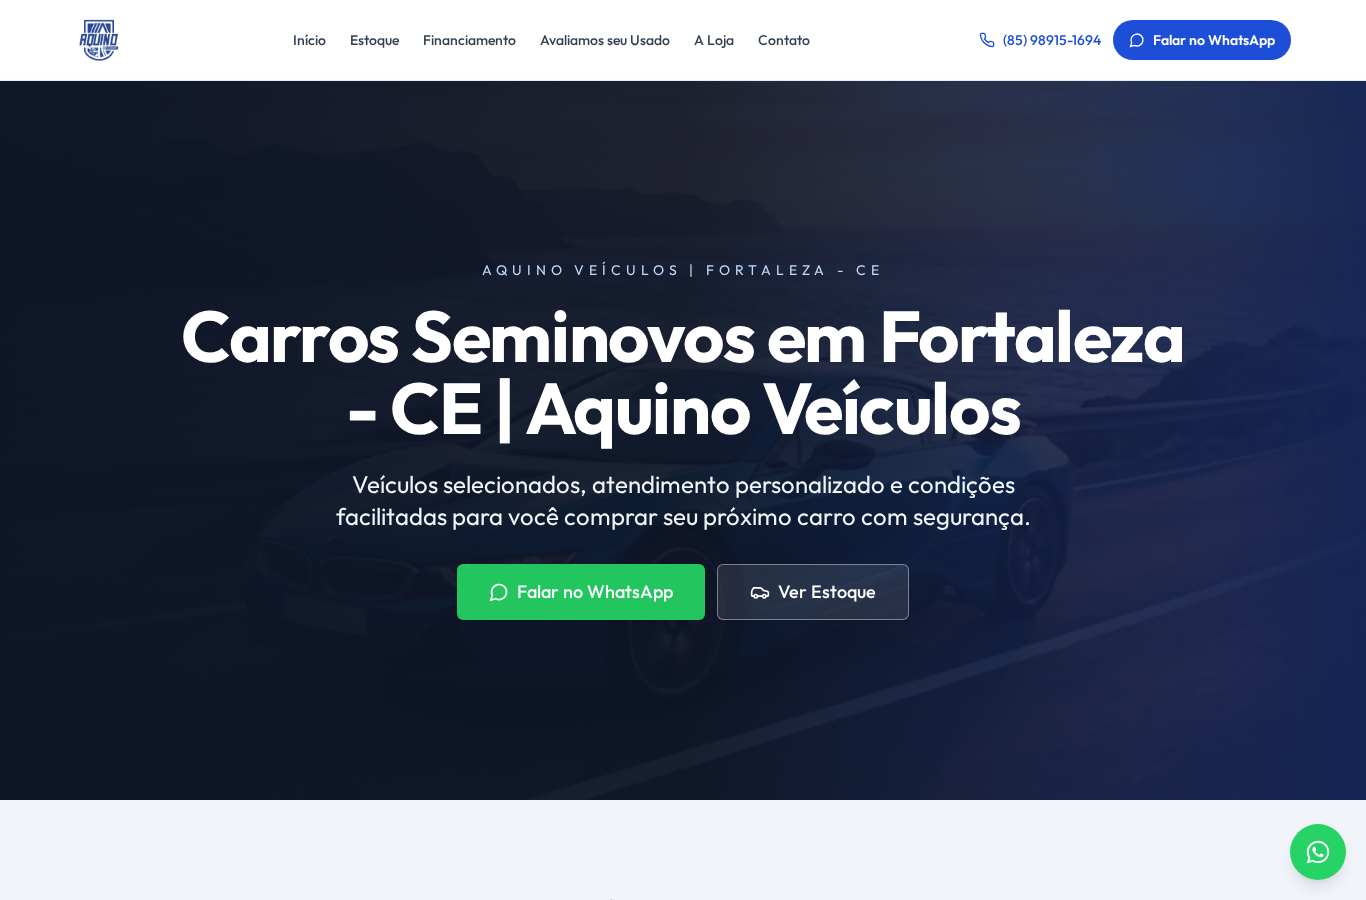 AQUINO
Início
Estoque
Financiamento
Avaliamos seu Usado
A Loja
Contato
(85) 98915-1694
Falar no WhatsApp
AQUINO VEÍCULOS | FORTALEZA - CE
Carros Seminovos em Fortaleza
- CE | Aquino Veículos
Veículos selecionados, atendimento personalizado e condições
facilitadas para você comprar seu próximo carro com segurança.
Falar no WhatsApp
Ver Estoque